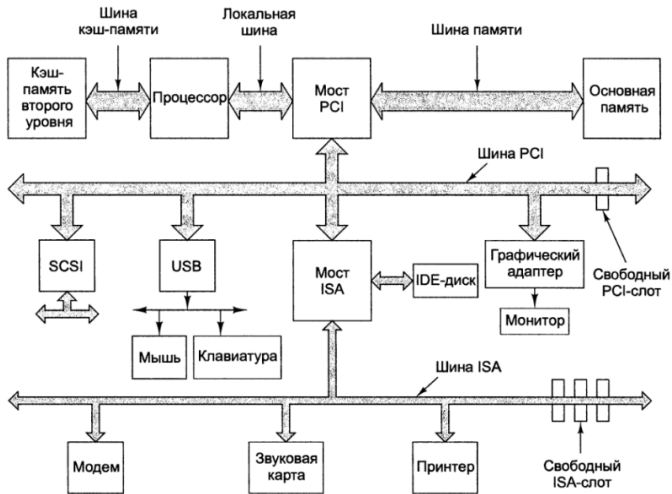 Шина
кэш-памяти
Локальная
шина
Шина памяти
Кэш-
память
второго
уровня
Процессор
Мост
PCI
Основная
память
Шина PCI
SCSI
USB
Мост
ISA
IDE-диск
Графический
адаптер
Свободный
PCI-слот
Монитор
Мышь
Клавиатура
Шина ISA
Модем
Звуковая
карта
Принтер
Свободный
ISA-слот